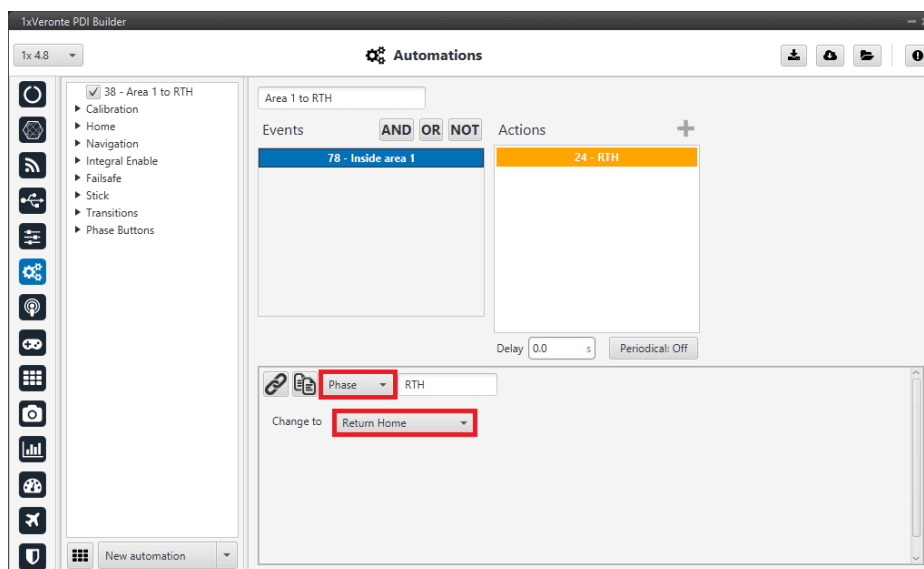 1xVeronte PDI Builder
1x 4.8
Automations
38 - Area 1 to RTH
Calibration
Home
Navigation
Integral Enable
Failsafe
Stick
Transitions
Phase Buttons
New automation
Area 1 to RTH
Events AND OR NOT
78 - Inside area 1
Actions
24 - RTH
Delay 0.0 s Periodical: Off
Phase RTH
Change to Return Home